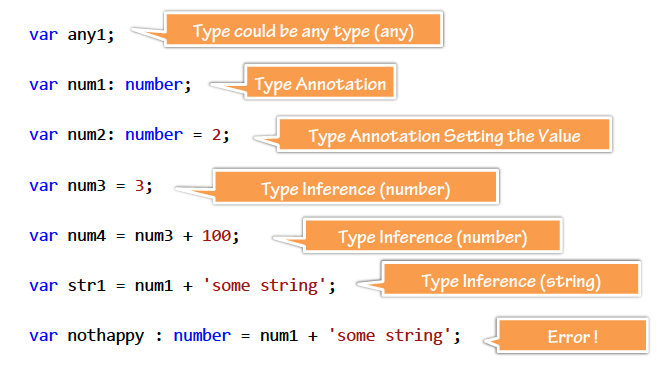 var any1; Type could be any type (any)
var num1: number; Type Annotation
var num2: number = 2; Type Annotation Setting the Value
var num3 = 3; Type Inference (number)
var num4 = num3 + 100; Type Inference (number)
var str1 = num1 + 'some string'; Type Inference (string)
var nothappy : number = num1 + 'some string'; Error!